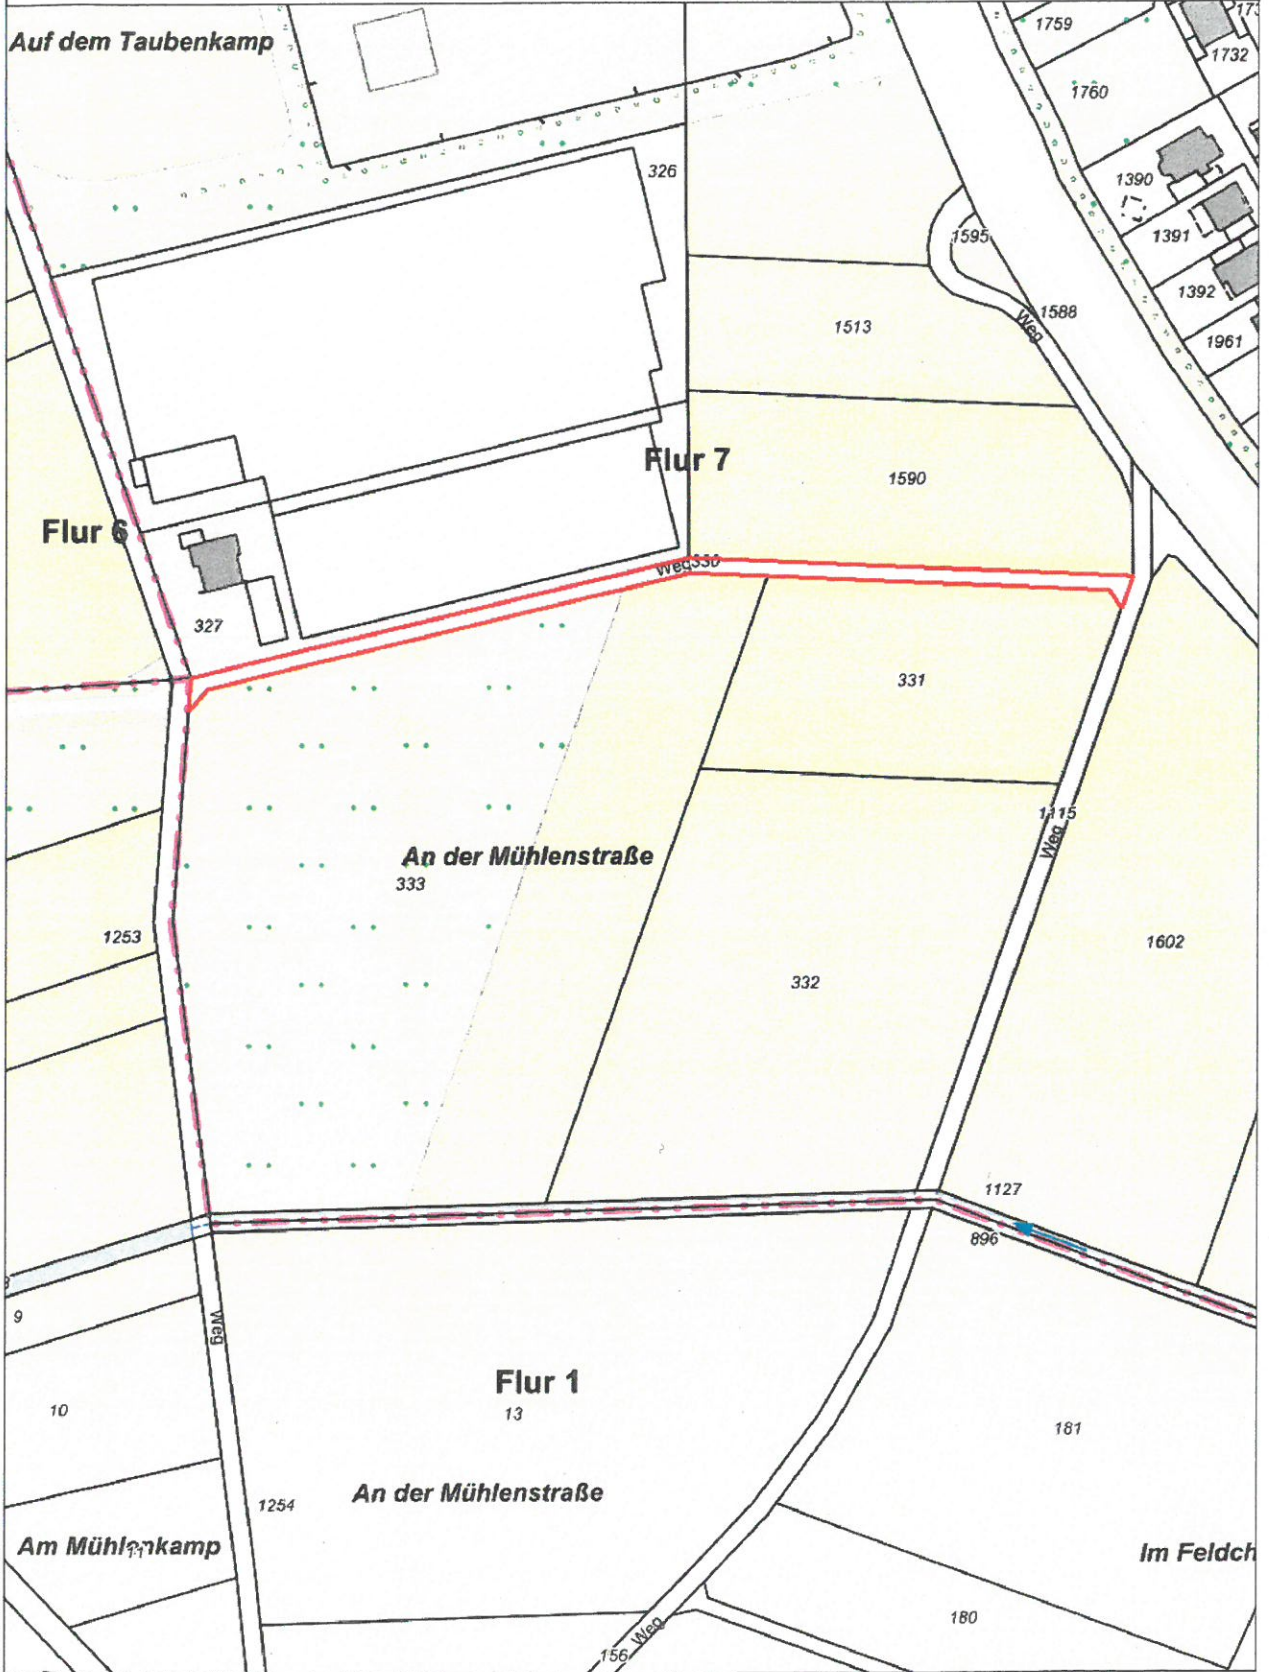 Auf dem Taubenkamp
1759
1732
1760
326
1390
1595
1391
1392
1588
Weg
1513
1961
Flur 7
1590
Flur 6
Weg 330
327
331
1115
Weg
An der Mühlenstraße
333
1253
1602
332
1127
896
9
Weg
Flur 1
10
13
181
1254
An der Mühlenstraße
Am Mühlenkamp
Im Feldch
180
Weg
156